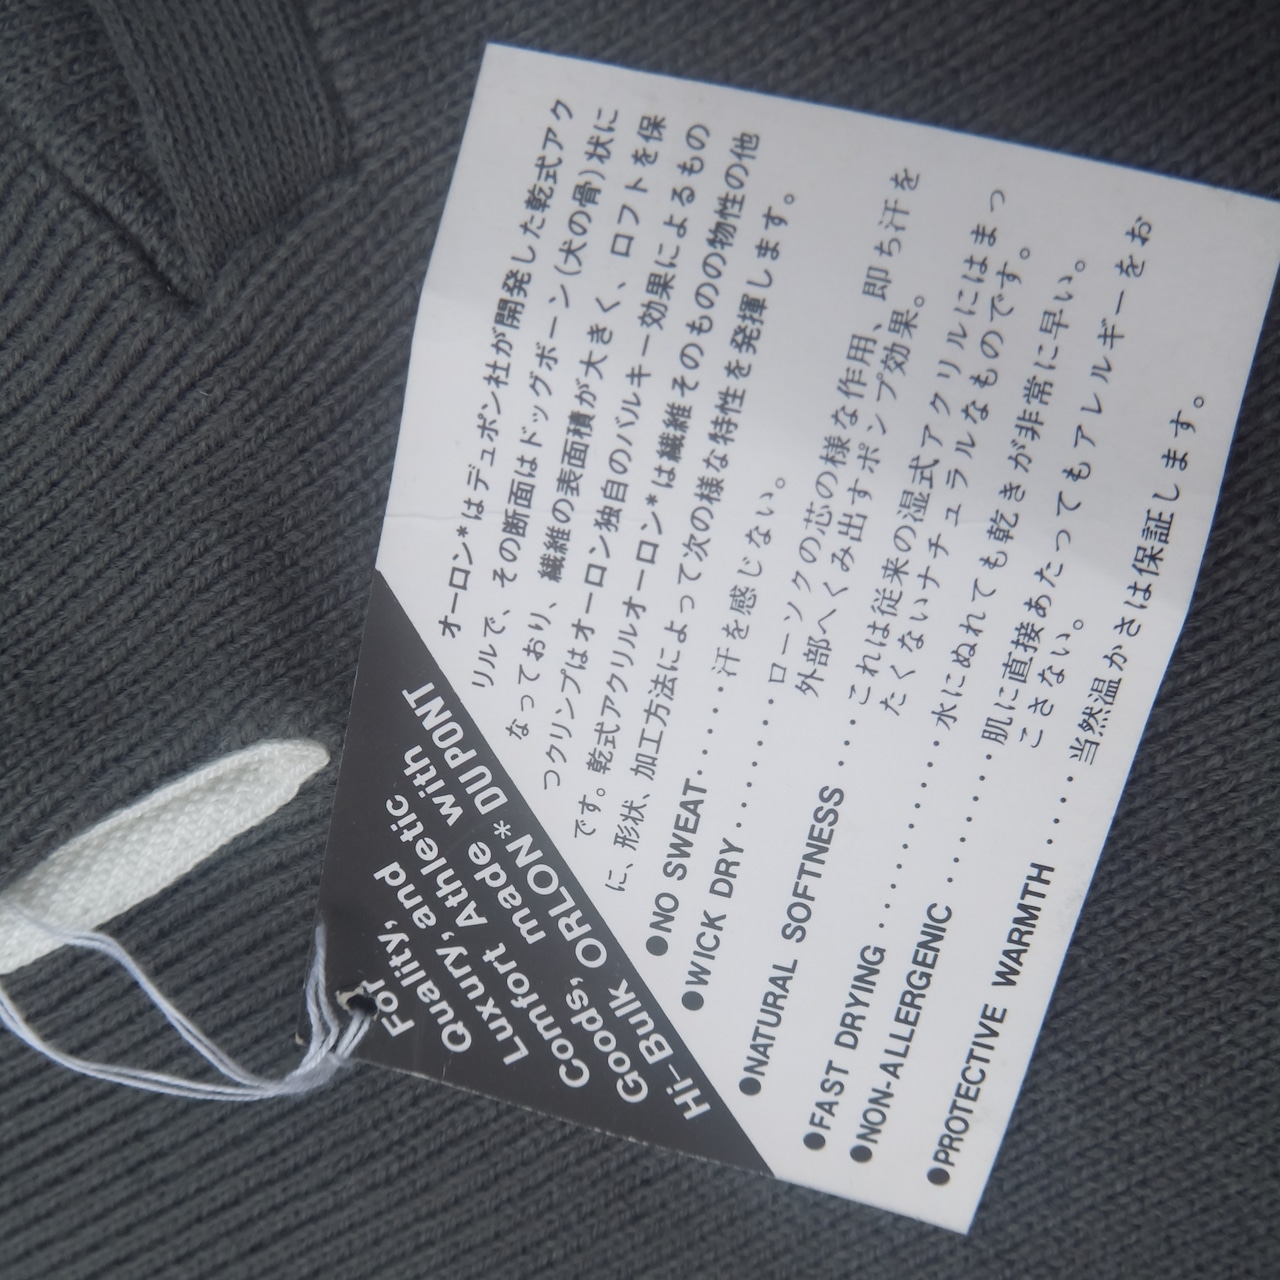 For
Quality, and
Luxury, Athletic
Comfort made with
Goods, ORLON* DU PONT
Hi-Bulk
オーロン*はデュポン社が開発した乾式アク
リルで、その断面はドッグボーン(犬の骨)状に
なっており、繊維の表面積が大きく、ロフトを保
つクリンプはオーロン独自のバルキー効果によるもの
です。乾式アクリルオーロン*は繊維そのものの物性の他
に、形状、加工方法によって次の様な特性を発揮します。
●NO SWEAT‥‥汗を感じない。
●WICK DRY‥‥‥ローソクの芯の様な作用、即ち汗を
外部へくみ出すポンプ効果。
●NATURAL SOFTNESS‥‥これは従来の湿式アクリルにはまっ
たくないナチュラルなものです。
●FAST DRYING‥‥‥‥‥水にぬれても乾きが非常に早い。
●NON-ALLERGENIC‥‥‥肌に直接あたってもアレルギーをお
こさない。
●PROTECTIVE WARMTH‥‥当然温かさは保証します。